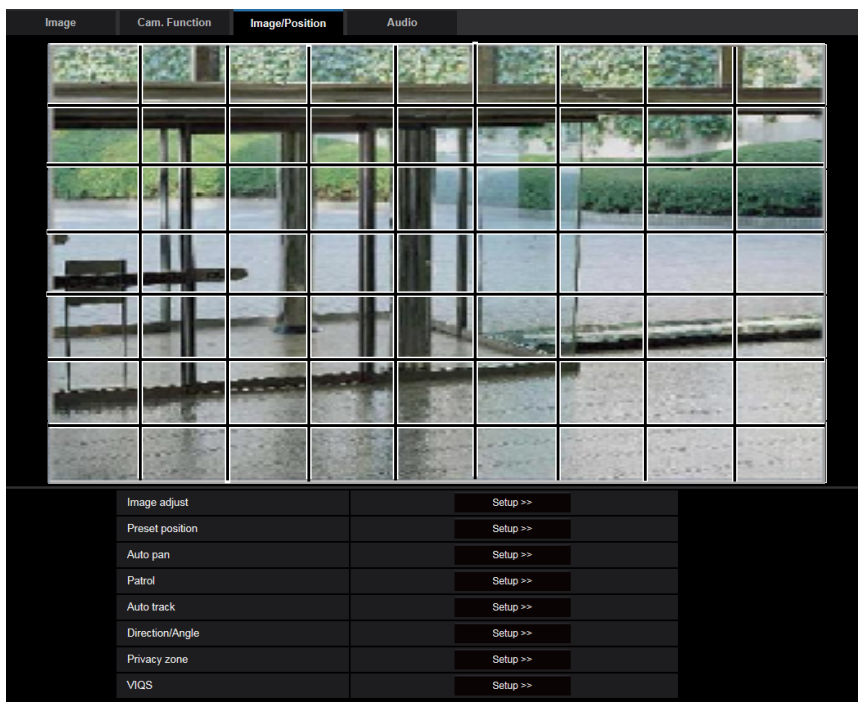 Image Cam. Function Image/Position Audio
Image adjust Setup >>
Preset position Setup >>
Auto pan Setup >>
Patrol Setup >>
Auto track Setup >>
Direction/Angle Setup >>
Privacy zone Setup >>
VIQS Setup >>